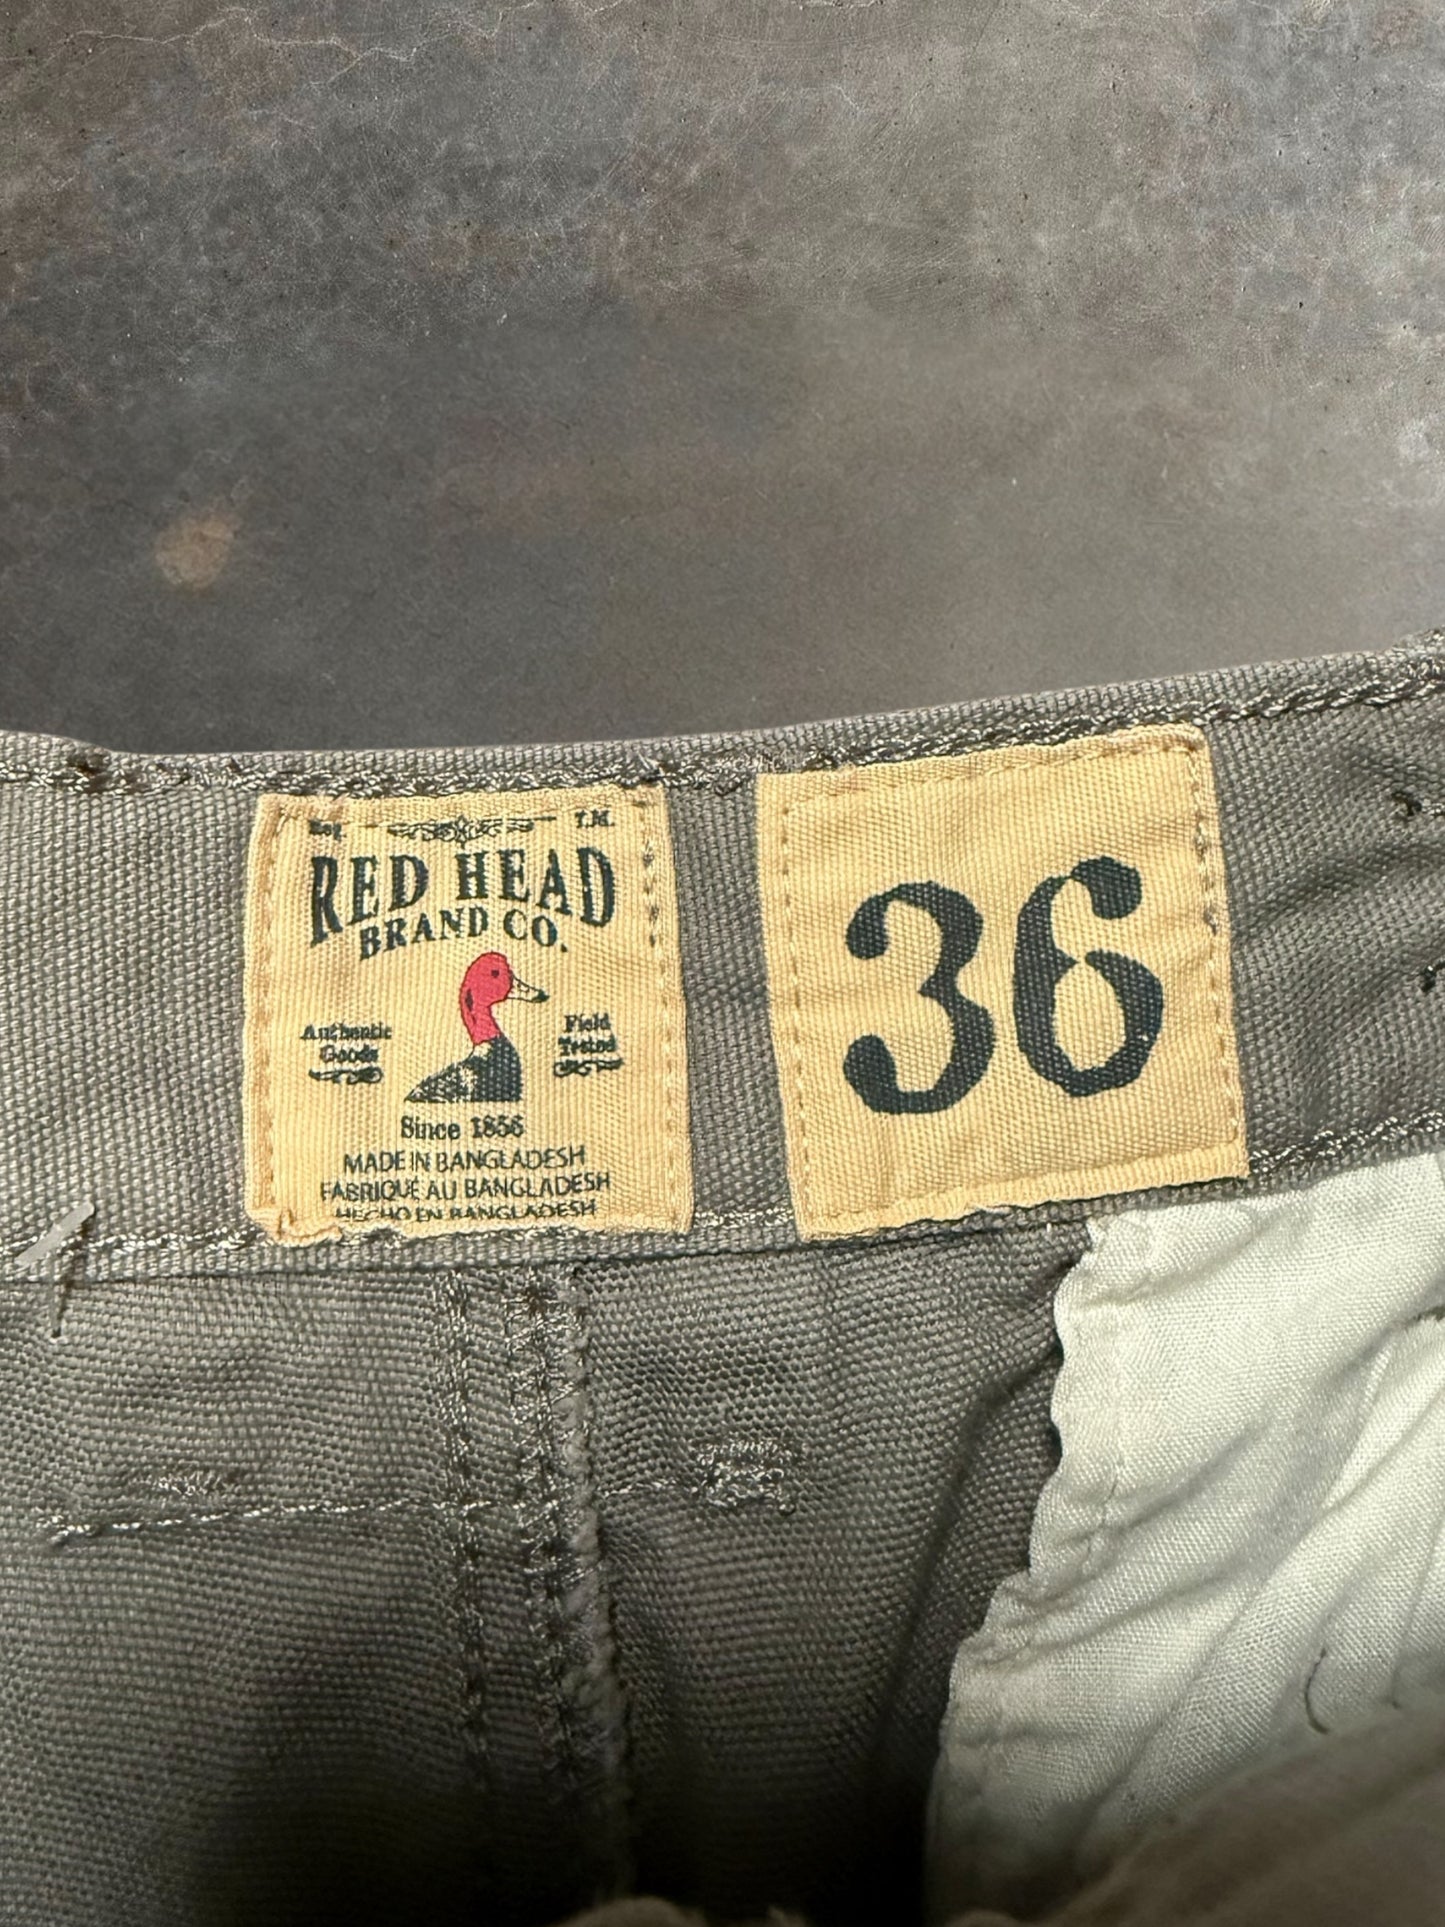 Reg. T.M.
RED HEAD
BRAND CO.
Authentic Goods
Field Tested
Since 1856
MADE IN BANGLADESH
FABRIQUÉ AU BANGLADESH
HECHO EN BANGLADESH
36